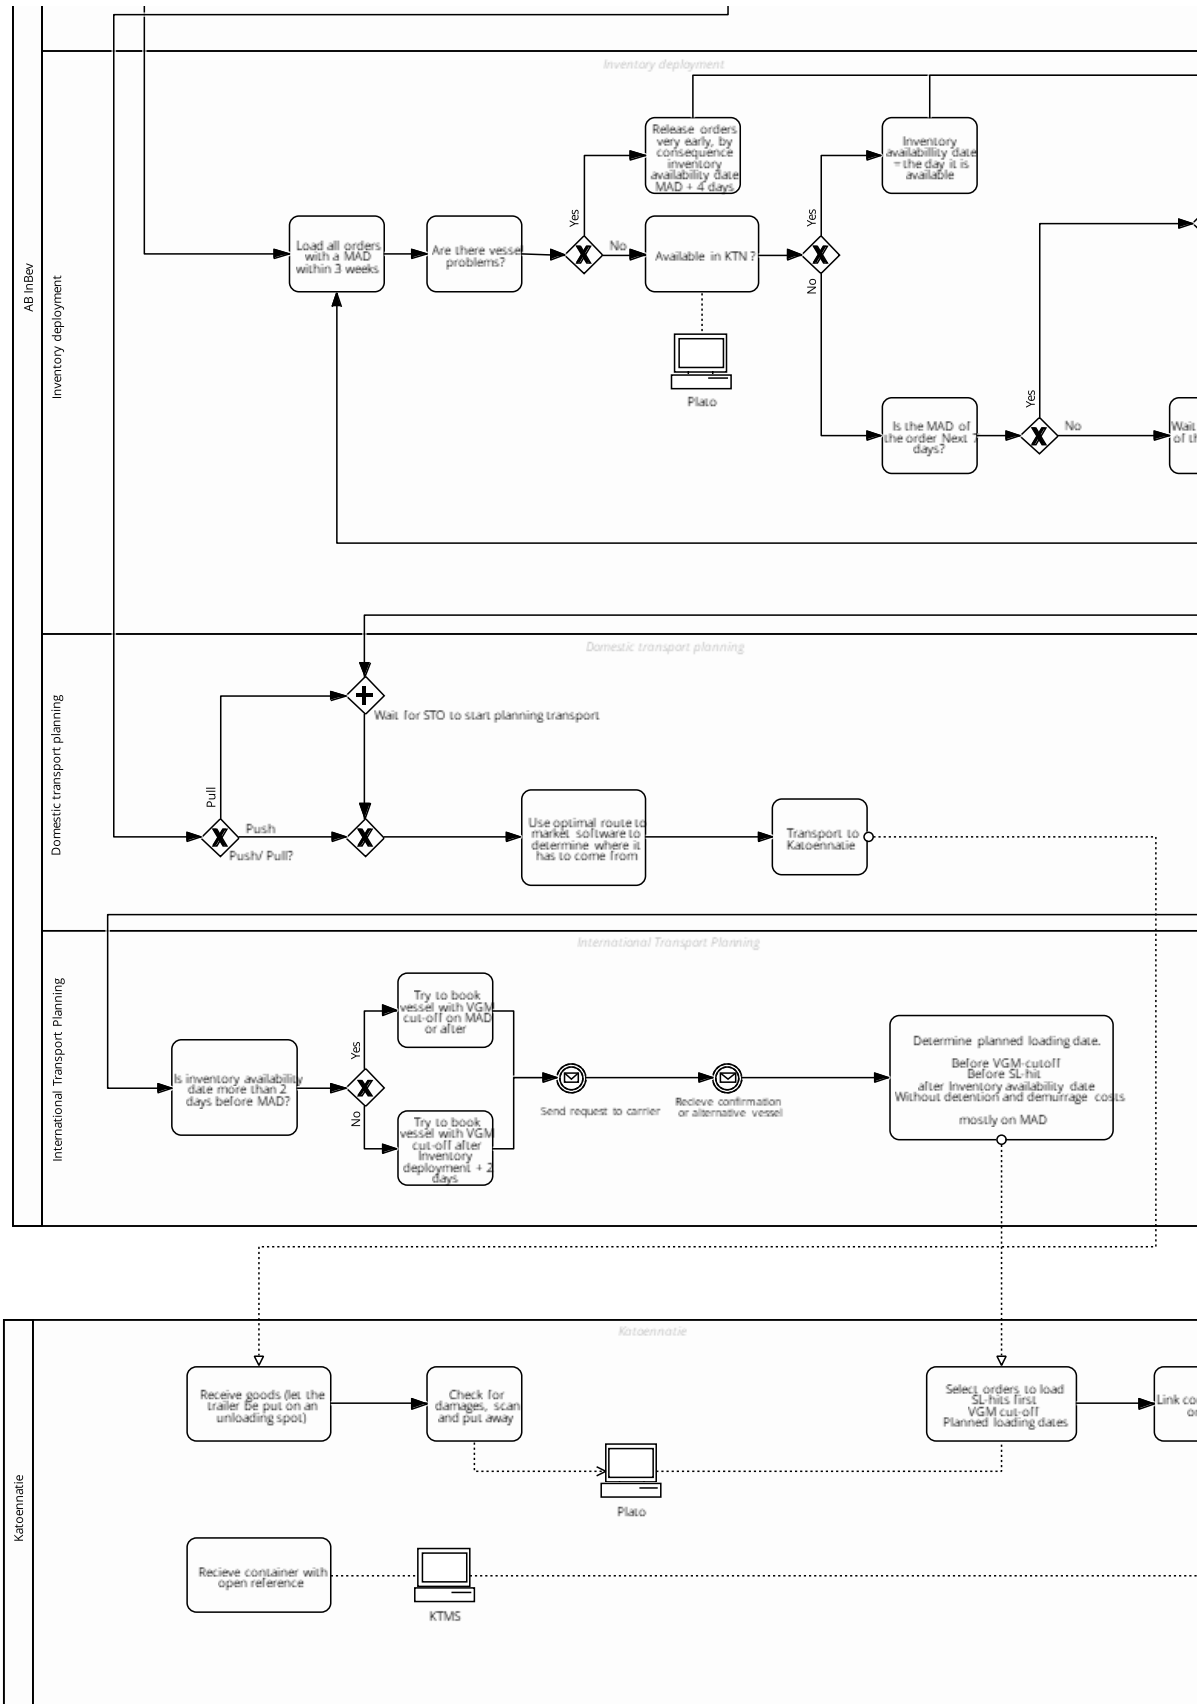 AB InBev
Inventory deployment
Inventory deployment
Release orders
very early, by
consequence
inventory
availability date
MAD + 4 days
Inventory
availabillity date
= the day it is
available
Yes
Yes
Load all orders
with a MAD
within 3 weeks
Are there vessel
problems?
No
Available in KTN ?
No
Plato
Yes
Is the MAD of
the order Next 7
days?
No
Wait
of th
Domestic transport planning
Domestic transport planning
Wait for STO to start planning transport
Pull
Push
Push/ Pull?
Use optimal route to
market software to
determine where it
has to come from
Transport to
Katoennatie
International Transport Planning
International Transport Planning
Try to book
vessel with VGM
cut-off on MAD
or after
Yes
Is inventory availability
date more than 2
days before MAD?
No
Try to book
vessel with VGM
cut-off after
Inventory
deployment + 2
days
Send request to carrier
Recieve confirmation
or alternative vessel
Determine planned loading date.
Before VGM-cutoff
Before SL-hit
after Inventory availability date
Without detention and demurrage costs
mostly on MAD
Katoennatie
Katoennatie
Receive goods (let the
trailer be put on an
unloading spot)
Check for
damages, scan
and put away
Select orders to load
SL-hits first
VGM cut-off
Planned loading dates
Link co
or
Plato
Recieve container with
open reference
KTMS